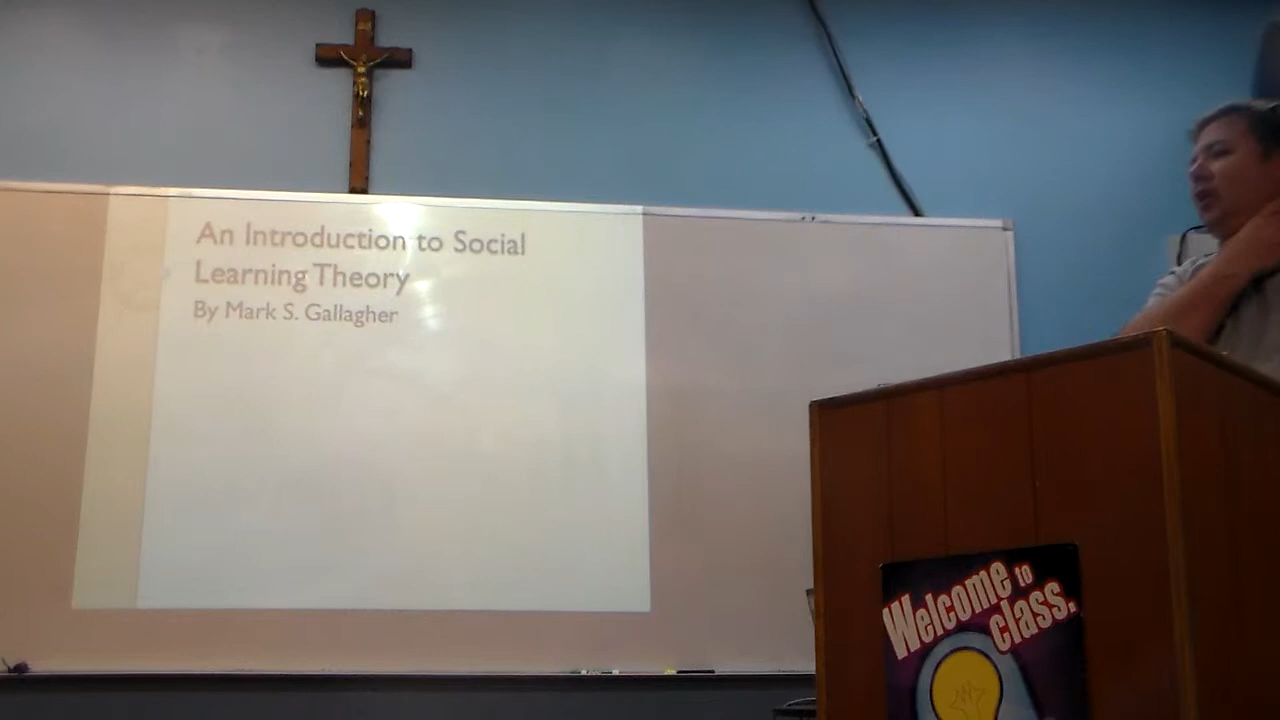 An Introduction to Social
Learning Theory
By Mark S. Gallagher
Welcome to
class.